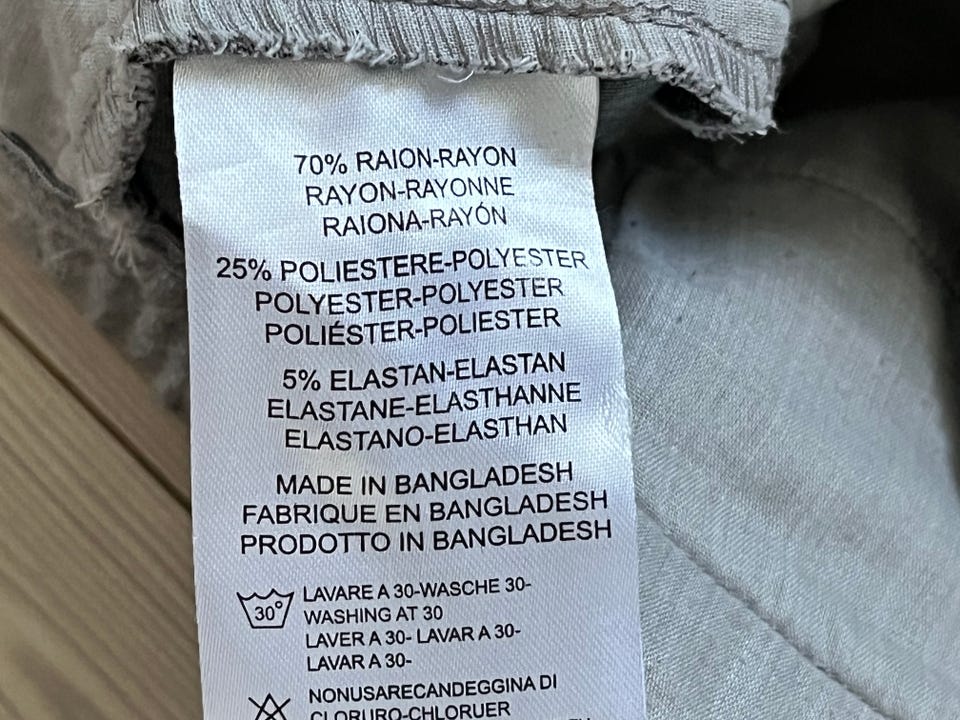 70% RAION-RAYON
RAYON-RAYONNE
RAIONA-RAYÓN
25% POLIESTERE-POLYESTER
POLYESTER-POLYESTER
POLIÉSTER-POLIESTER
5% ELASTAN-ELASTAN
ELASTANE-ELASTHANNE
ELASTANO-ELASTHAN
MADE IN BANGLADESH
FABRIQUE EN BANGLADESH
PRODOTTO IN BANGLADESH
30° LAVARE A 30-WASCHE 30-
WASHING AT 30
LAVER A 30- LAVAR A 30-
LAVAR A 30-
NONUSARECANDEGGINA DI
CLORURO-CHLORUER